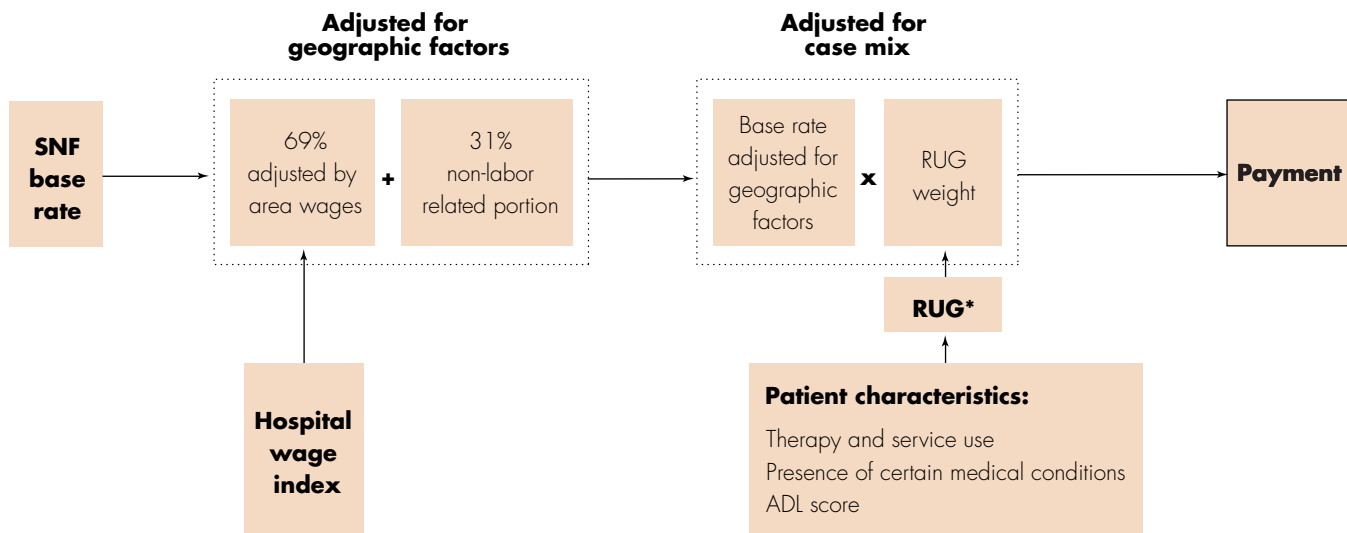 Adjusted for
geographic factors
Adjusted for
case mix
SNF
base
rate
69%
adjusted by
area wages
+
31%
non-labor
related portion
Base rate
adjusted for
geographic
factors
x
RUG
weight
Payment
RUG*
Hospital
wage
index
Patient characteristics:
Therapy and service use
Presence of certain medical conditions
ADL score